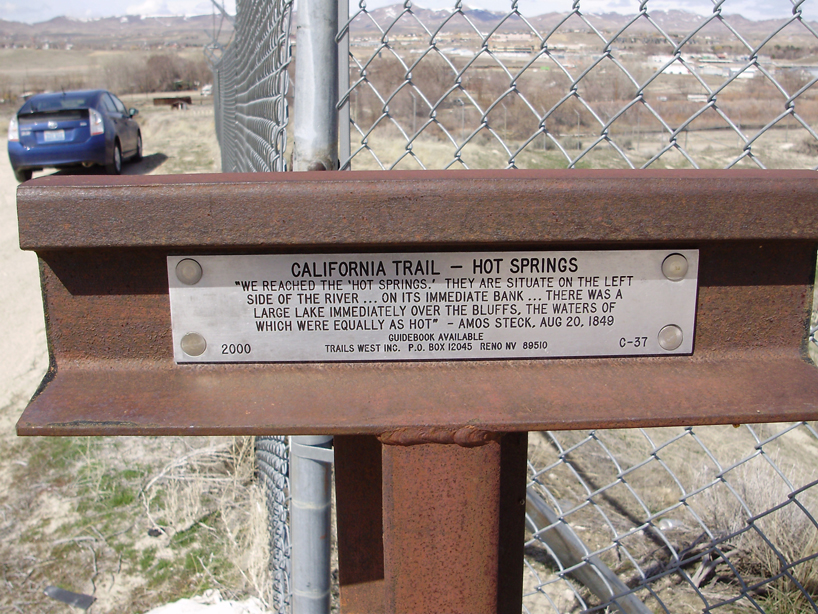 CALIFORNIA TRAIL – HOT SPRINGS
"WE REACHED THE 'HOT SPRINGS.' THEY ARE SITUATE ON THE LEFT
SIDE OF THE RIVER ... ON ITS IMMEDIATE BANK ... THERE WAS A
LARGE LAKE IMMEDIATELY OVER THE BLUFFS, THE WATERS OF
WHICH WERE EQUALLY AS HOT" – AMOS STECK, AUG 20, 1849
GUIDEBOOK AVAILABLE
2000 TRAILS WEST INC. P.O. BOX 12045 RENO NV 89510 C-37